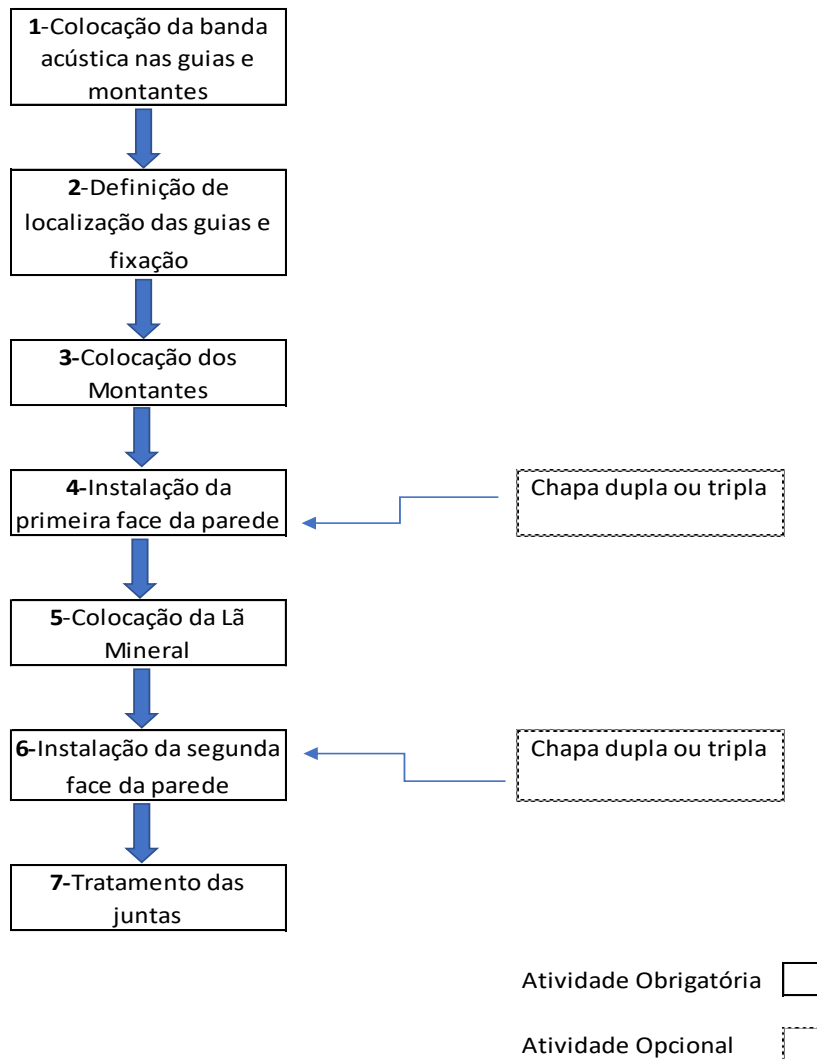 1-Colocação da banda
acústica nas guias e
montantes
2-Definição de
localização das guias e
fixação
3-Colocação dos
Montantes
4-Instalação da
primeira face da parede
Chapa dupla ou tripla
5-Colocação da Lã
Mineral
6-Instalação da segunda
face da parede
Chapa dupla ou tripla
7-Tratamento das
juntas
Atividade Obrigatória
Atividade Opcional